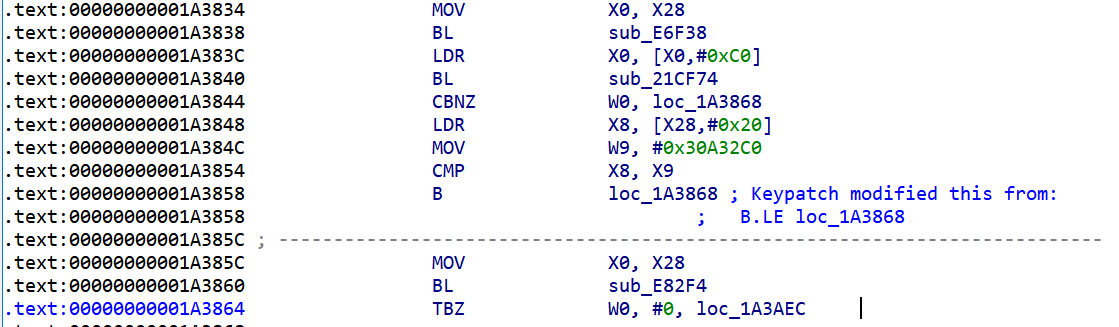 .text:00000000001A3834 MOV X0, X28
.text:00000000001A3838 BL sub_E6F38
.text:00000000001A383C LDR X0, [X0,#0xC0]
.text:00000000001A3840 BL sub_21CF74
.text:00000000001A3844 CBNZ W0, loc_1A3868
.text:00000000001A3848 LDR X8, [X28,#0x20]
.text:00000000001A384C MOV W9, #0x30A32C0
.text:00000000001A3854 CMP X8, X9
.text:00000000001A3858 B loc_1A3868 ; Keypatch modified this from:
.text:00000000001A3858 ; B.LE loc_1A3868
.text:00000000001A385C ; ---------------------------------------------------------------------------
.text:00000000001A385C MOV X0, X28
.text:00000000001A3860 BL sub_E82F4
.text:00000000001A3864 TBZ W0, #0, loc_1A3AEC